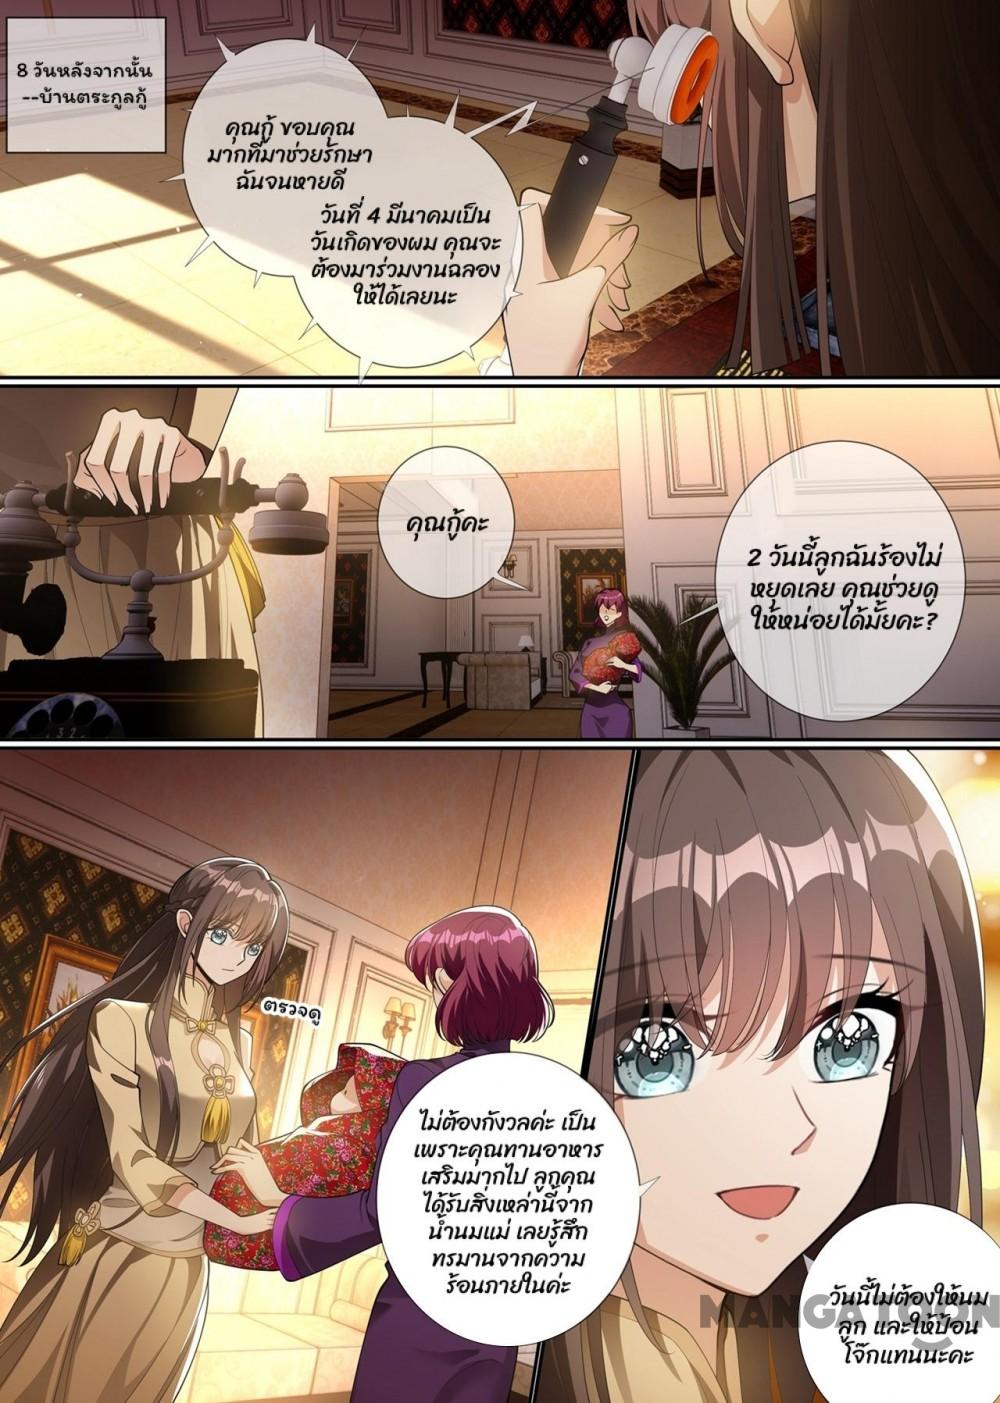 8 วันหลังจากนั้น
--บ้านตระกูลกู้
คุณกู้ ขอบคุณ
มากที่มาช่วยรักษา
ฉันจนหายดี
วันที่ 4 มีนาคมเป็น
วันเกิดของผม คุณจะ
ต้องมาร่วมงานฉลอง
ให้ได้เลยนะ
คุณกู้คะ
2 วันนี้ลูกฉันร้องไม่
หยุดเลย คุณช่วยดู
ให้หน่อยได้มั้ยคะ?
ตรวจดู
ไม่ต้องกังวลค่ะ เป็น
เพราะคุณทานอาหาร
เสริมมากไป ลูกคุณ
ได้รับสิ่งเหล่านี้จาก
น้ำนมแม่ เลยรู้สึก
ทรมานจากความ
ร้อนภายในค่ะ
วันนี้ไม่ต้องให้นม
ลูก และให้ป้อน
โจ๊กแทนนะคะ
MANGATOON